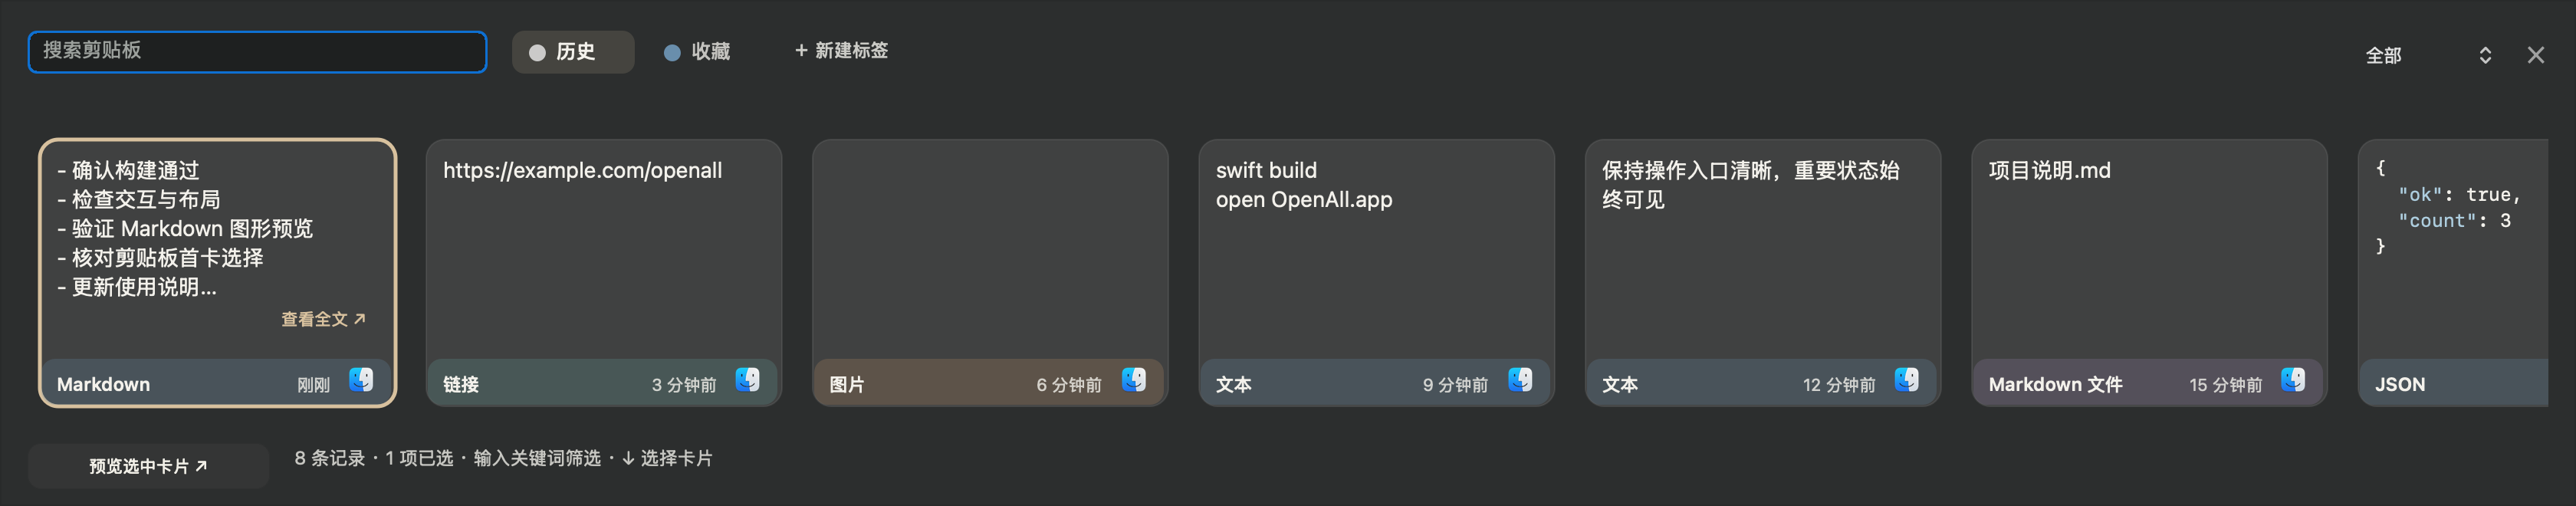 搜索剪贴板
历史
收藏
+ 新建标签
全部
- 确认构建通过
- 检查交互与布局
- 验证 Markdown 图形预览
- 核对剪贴板首卡选择
- 更新使用说明...
查看全文 ↗
Markdown
刚刚
https://example.com/openall
链接
3 分钟前
图片
6 分钟前
swift build
open OpenAll.app
文本
9 分钟前
保持操作入口清晰，重要状态始
终可见
文本
12 分钟前
项目说明.md
Markdown 文件
15 分钟前
{
"ok": true,
"count": 3
}
JSON
预览选中卡片 ↗
8 条记录 · 1 项已选 · 输入关键词筛选 · ↓ 选择卡片